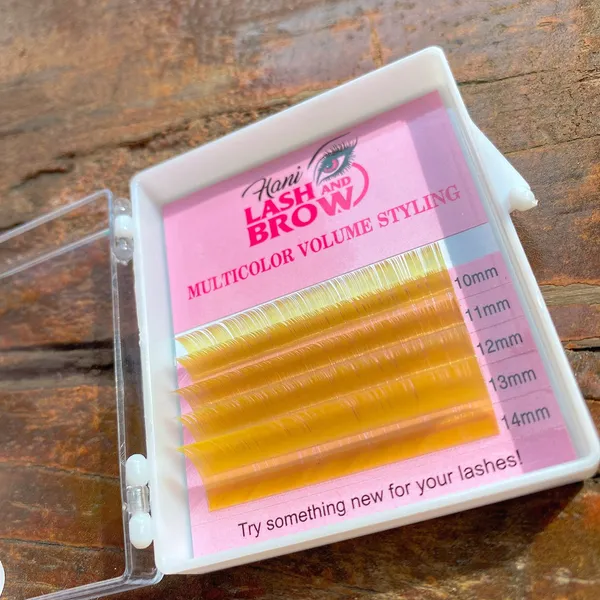 Hani
LASH AND
BROW
MULTICOLOR VOLUME STYLING
10mm
11mm
12mm
13mm
14mm
Try something new for your lashes!